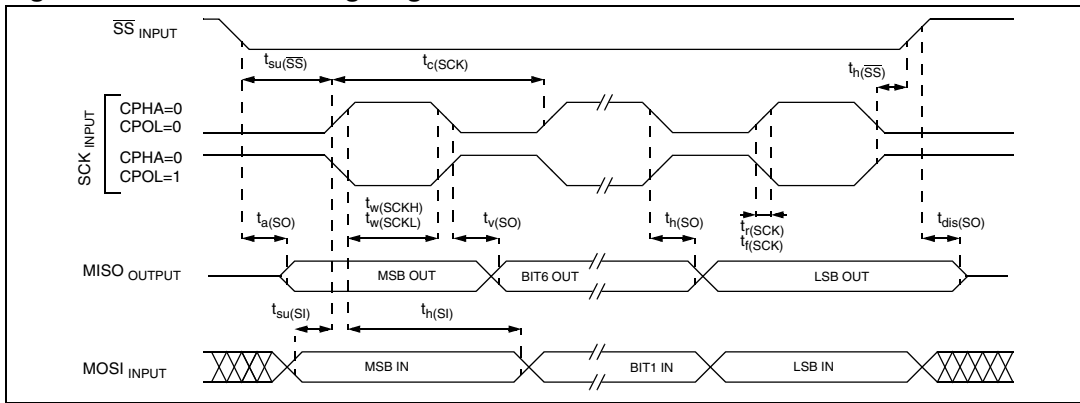 SS INPUT
tsu(SS)
tc(SCK)
th(SS)
SCK INPUT
CPHA=0
CPOL=0
CPHA=0
CPOL=1
ta(SO)
tw(SCKH)
tw(SCKL)
tv(SO)
th(SO)
tr(SCK)
tf(SCK)
tdis(SO)
MISO OUTPUT
MSB OUT
BIT6 OUT
LSB OUT
tsu(SI)
th(SI)
MOSI INPUT
MSB IN
BIT1 IN
LSB IN